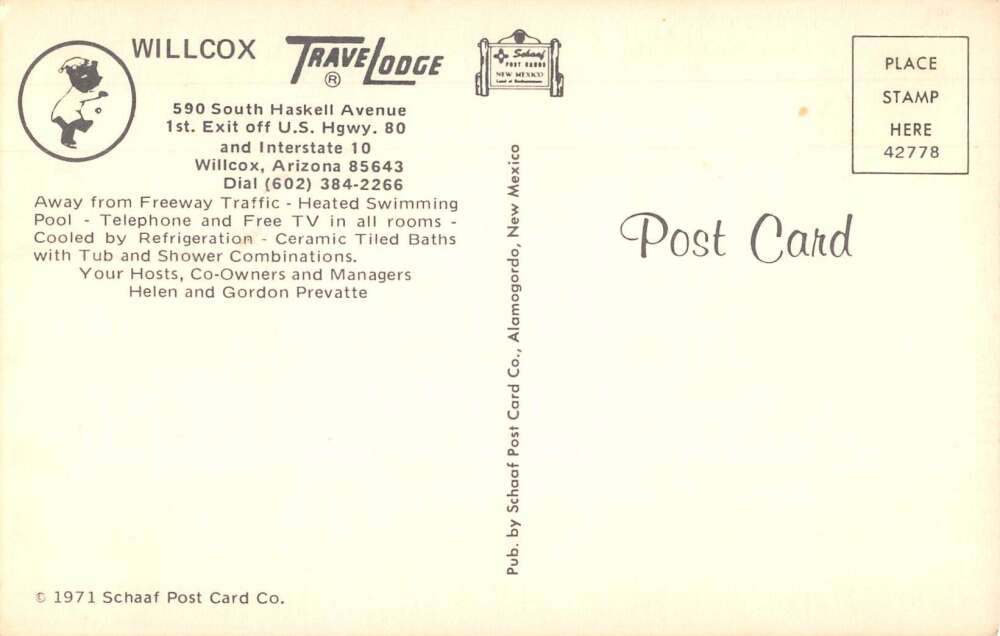 WILLCOX TRAVELODGE ®
590 South Haskell Avenue
1st. Exit off U.S. Hgwy. 80
and Interstate 10
Willcox, Arizona 85643
Dial (602) 384-2266
Away from Freeway Traffic - Heated Swimming
Pool - Telephone and Free TV in all rooms -
Cooled by Refrigeration - Ceramic Tiled Baths
with Tub and Shower Combinations.
Your Hosts, Co-Owners and Managers
Helen and Gordon Prevatte
© 1971 Schaaf Post Card Co.
Schaaf
POST CARDS
NEW MEXICO
Land of Enchantment
Pub. by Schaaf Post Card Co., Alamogordo, New Mexico
PLACE
STAMP
HERE
42778
Post Card